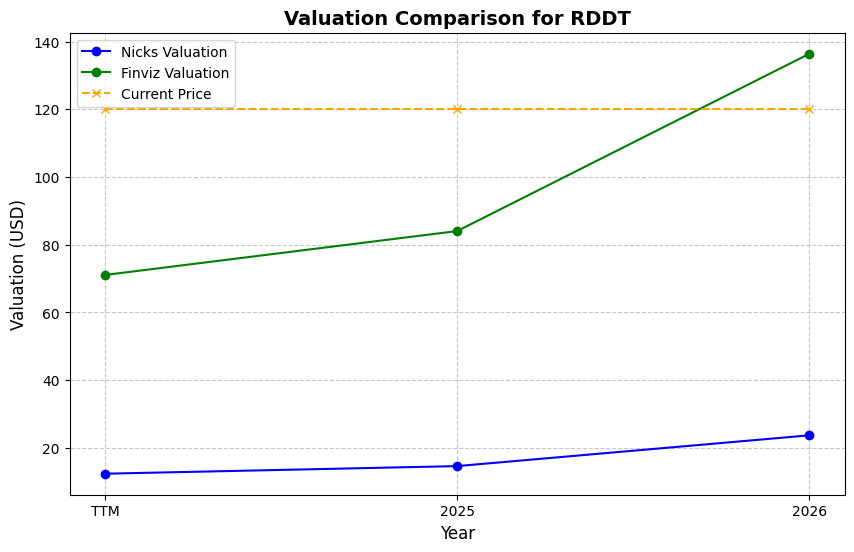 Valuation Comparison for RDDT
Nicks Valuation
Finviz Valuation
Current Price
Valuation (USD)
140
120
100
80
60
40
20
TTM
2025
2026
Year